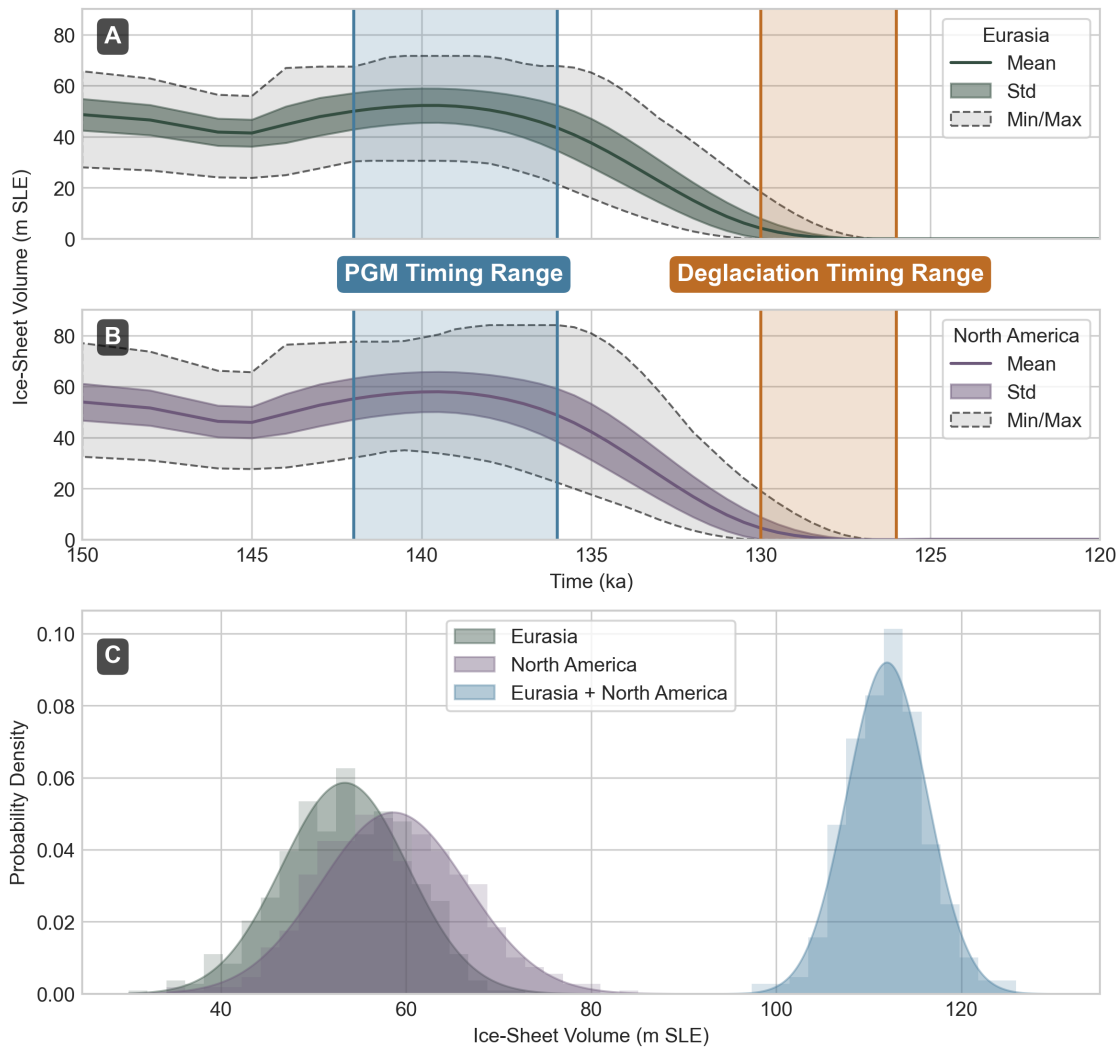 Ice-Sheet Volume (m SLE)
80
60
40
20
0
A
Eurasia
Mean
Std
Min/Max
PGM Timing Range
Deglaciation Timing Range
80
60
40
20
0
B
North America
Mean
Std
Min/Max
150
145
140
135
130
125
120
Time (ka)
Probability Density
0.10
0.08
0.06
0.04
0.02
0.00
C
Eurasia
North America
Eurasia + North America
40
60
80
100
120
Ice-Sheet Volume (m SLE)